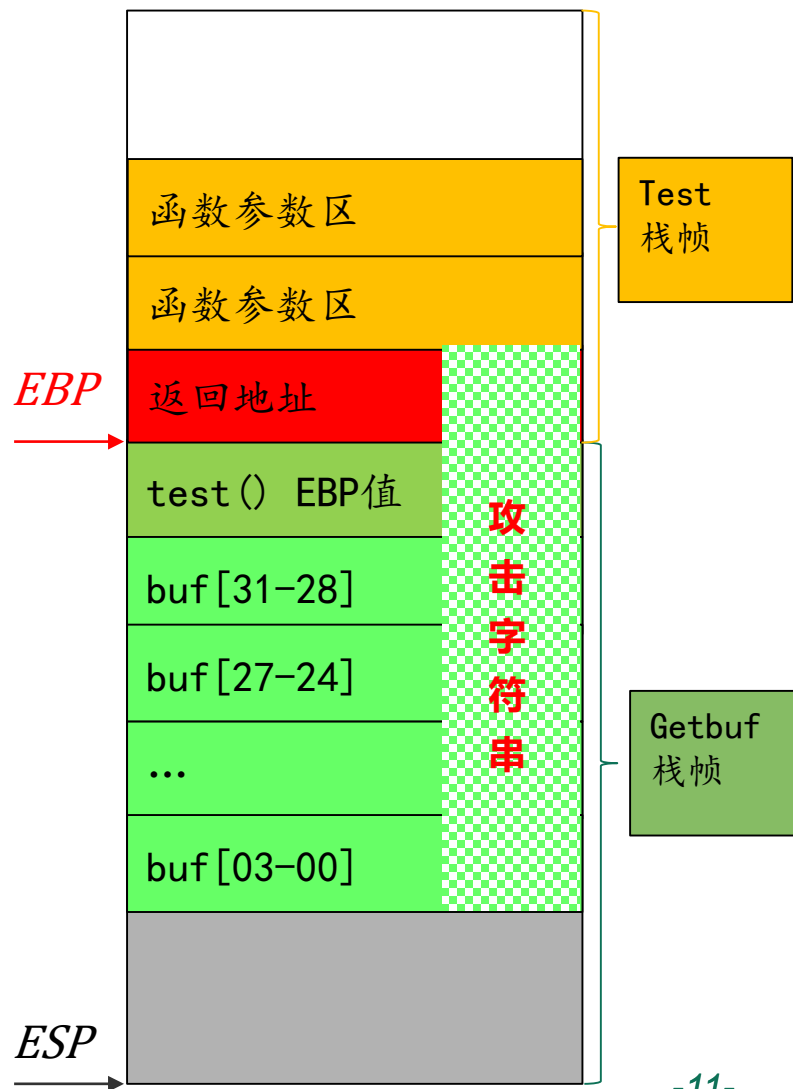 函数参数区
Test
栈帧
函数参数区
EBP
返回地址
test() EBP值
攻击字符串
buf[31-28]
buf[27-24]
Getbuf
栈帧
…
buf[03-00]
ESP
-11-